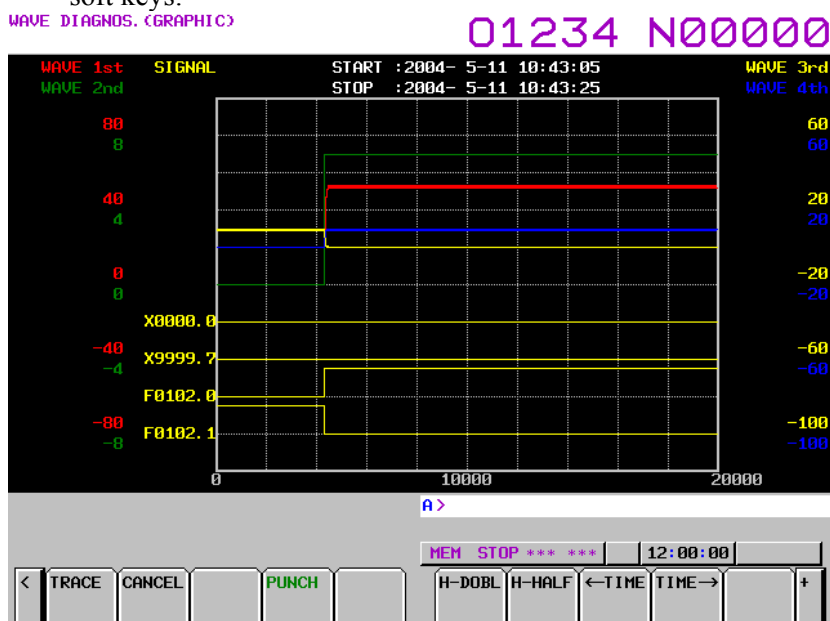 soft keys.
WAVE DIAGNOS.(GRAPHIC)
O1234 N00000
WAVE 1st SIGNAL START :2004- 5-11 10:43:05 WAVE 3rd
WAVE 2nd STOP :2004- 5-11 10:43:25 WAVE 4th
80 60
8 60
40 20
4 20
0 -20
0 -20
X0000.0
-40 -60
X9999.7
-4 -60
F0102.0
-80 -100
F0102.1
-8 -100
0 10000 20000
A>
MEM STOP *** *** 12:00:00
< TRACE CANCEL PUNCH H-DOBL H-HALF ←TIME TIME→ +